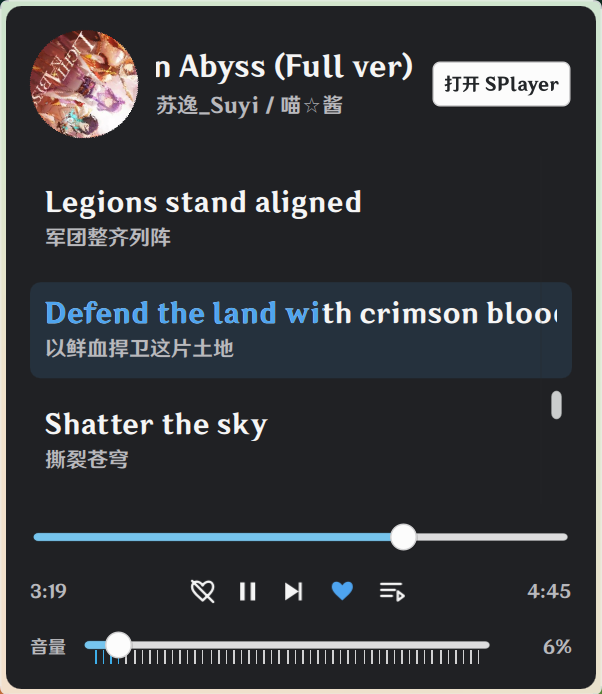 n Abyss (Full ver)
苏逸_Suyi / 喵☆酱
打开 SPlayer
Legions stand aligned
军团整齐列阵
Defend the land with crimson blood
以鲜血捍卫这片土地
Shatter the sky
撕裂苍穹
3:19
4:45
音量
6%